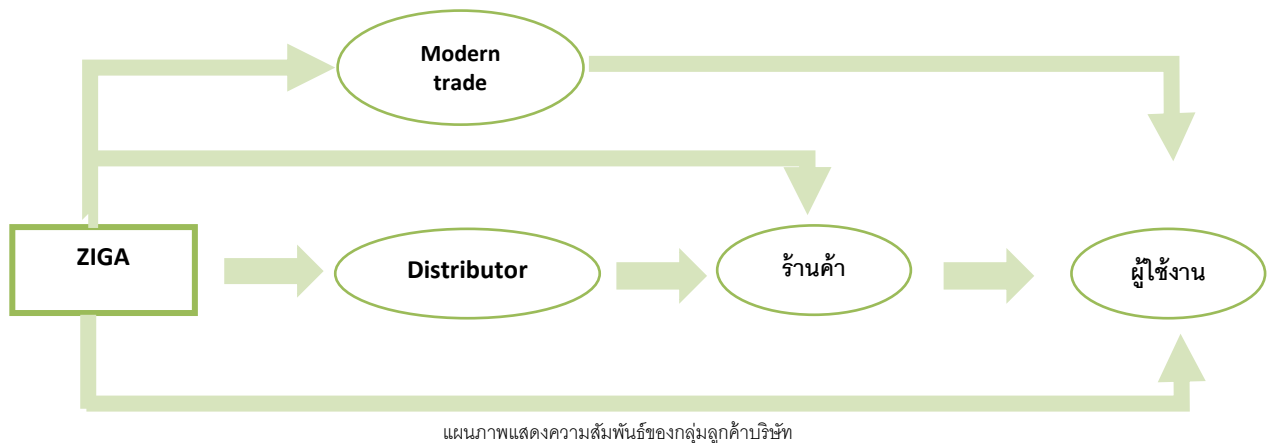 Modern
trade
ZIGA
Distributor
ร้านค้า
ผู้ใช้งาน
แผนภาพแสดงความสัมพันธ์ของกลุ่มลูกค้าบริษัท